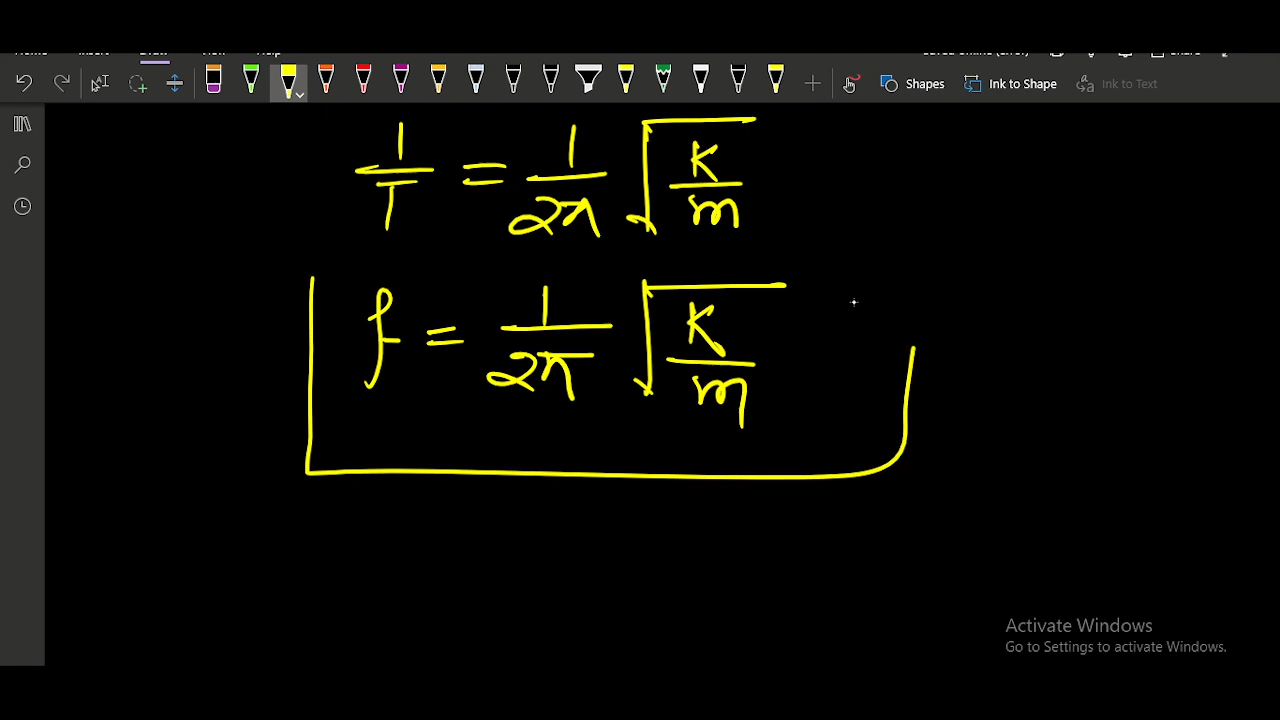 Ink to Shape
Shapes
Ink to Text
1/T = 1/2π √K/m
f = 1/2π √K/m
Activate Windows
Go to Settings to activate Windows.